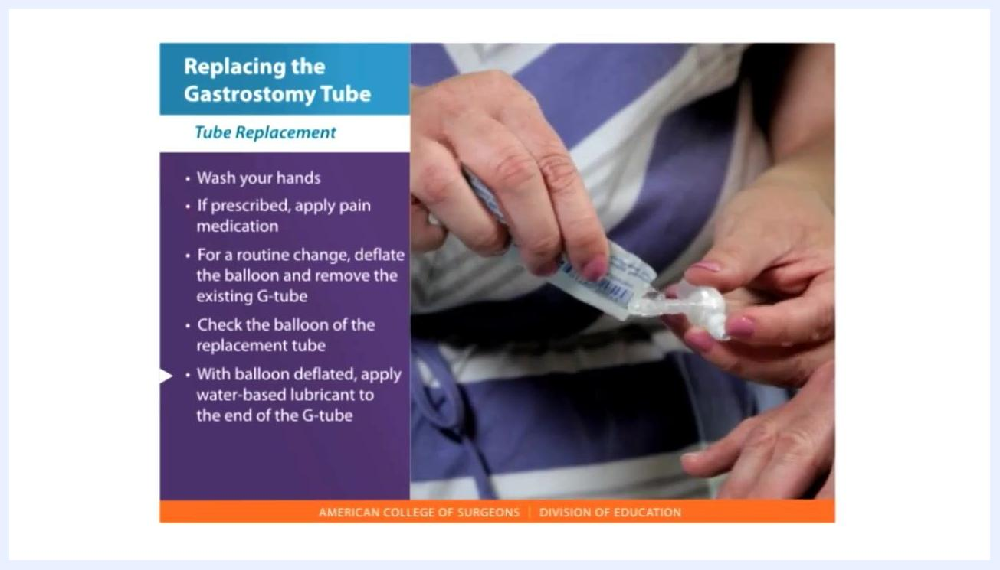 Replacing the
Gastrostomy Tube
Tube Replacement
• Wash your hands
• If prescribed, apply pain
medication
• For a routine change, deflate
the balloon and remove the
existing G-tube
• Check the balloon of the
replacement tube
• With balloon deflated, apply
water-based lubricant to
the end of the G-tube
AMERICAN COLLEGE OF SURGEONS | DIVISION OF EDUCATION